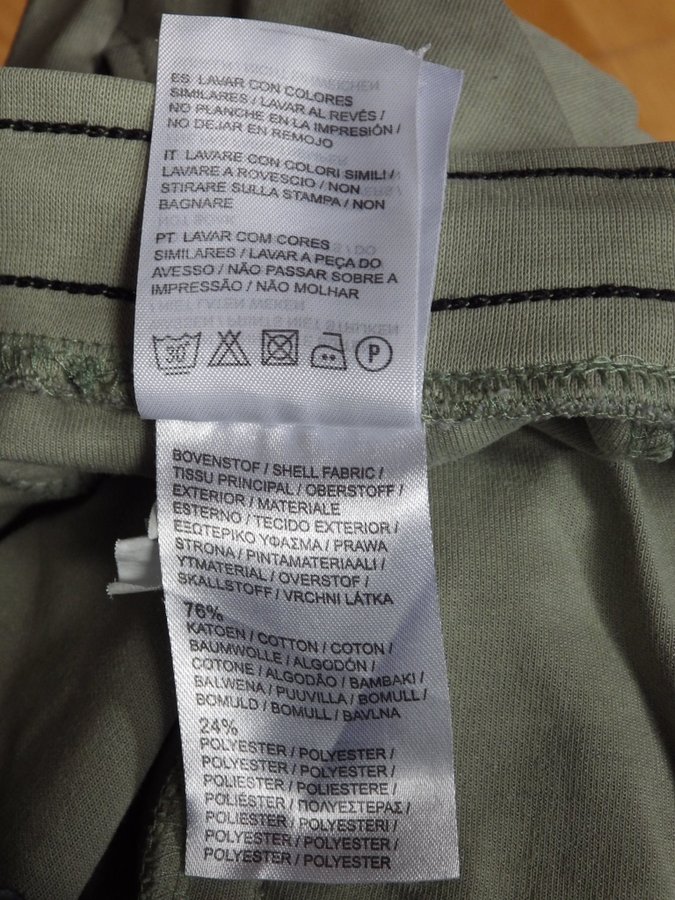 ES LAVAR CON COLORES
SIMILARES / LAVAR AL REVÉS /
NO PLANCHE EN LA IMPRESIÓN /
NO DEJAR EN REMOJO
IT LAVARE CON COLORI SIMILI /
LAVARE A ROVESCIO / NON
STIRARE SULLA STAMPA / NON
BAGNARE
PT LAVAR COM CORES
SIMILARES / LAVAR A PEÇA DO
AVESSO / NÃO PASSAR SOBRE A
IMPRESSÃO / NÃO MOLHAR
30 P
BOVENSTOF / SHELL FABRIC /
TISSU PRINCIPAL / OBERSTOFF /
EXTERIOR / MATERIALE
ESTERNO / TECIDO EXTERIOR /
ΕΞΩΤΕΡΙΚΟ ΥΦΑΣΜΑ / PRAWA
STRONA / PINTAMATERIAALI /
YTMATERIAL / OVERSTOF /
SKALLSTOFF / VRCHNI LÁTKA
76%
KATOEN / COTTON / COTON /
BAUMWOLLE / ALGODÓN /
COTONE / ALGODÃO / BAMBAKI /
BALWENA / PUUVILLA / BOMULL /
BOMULD / BOMULL / BAVLNA
24%
POLYESTER / POLYESTER /
POLYESTER / POLYESTER /
POLIÉSTER / POLIESTERE /
POLIÉSTER / ΠΟΛΥΕΣΤΕΡΑΣ /
POLIESTER / POLYESTERI /
POLYESTER / POLYESTER /
POLYESTER / POLYESTER